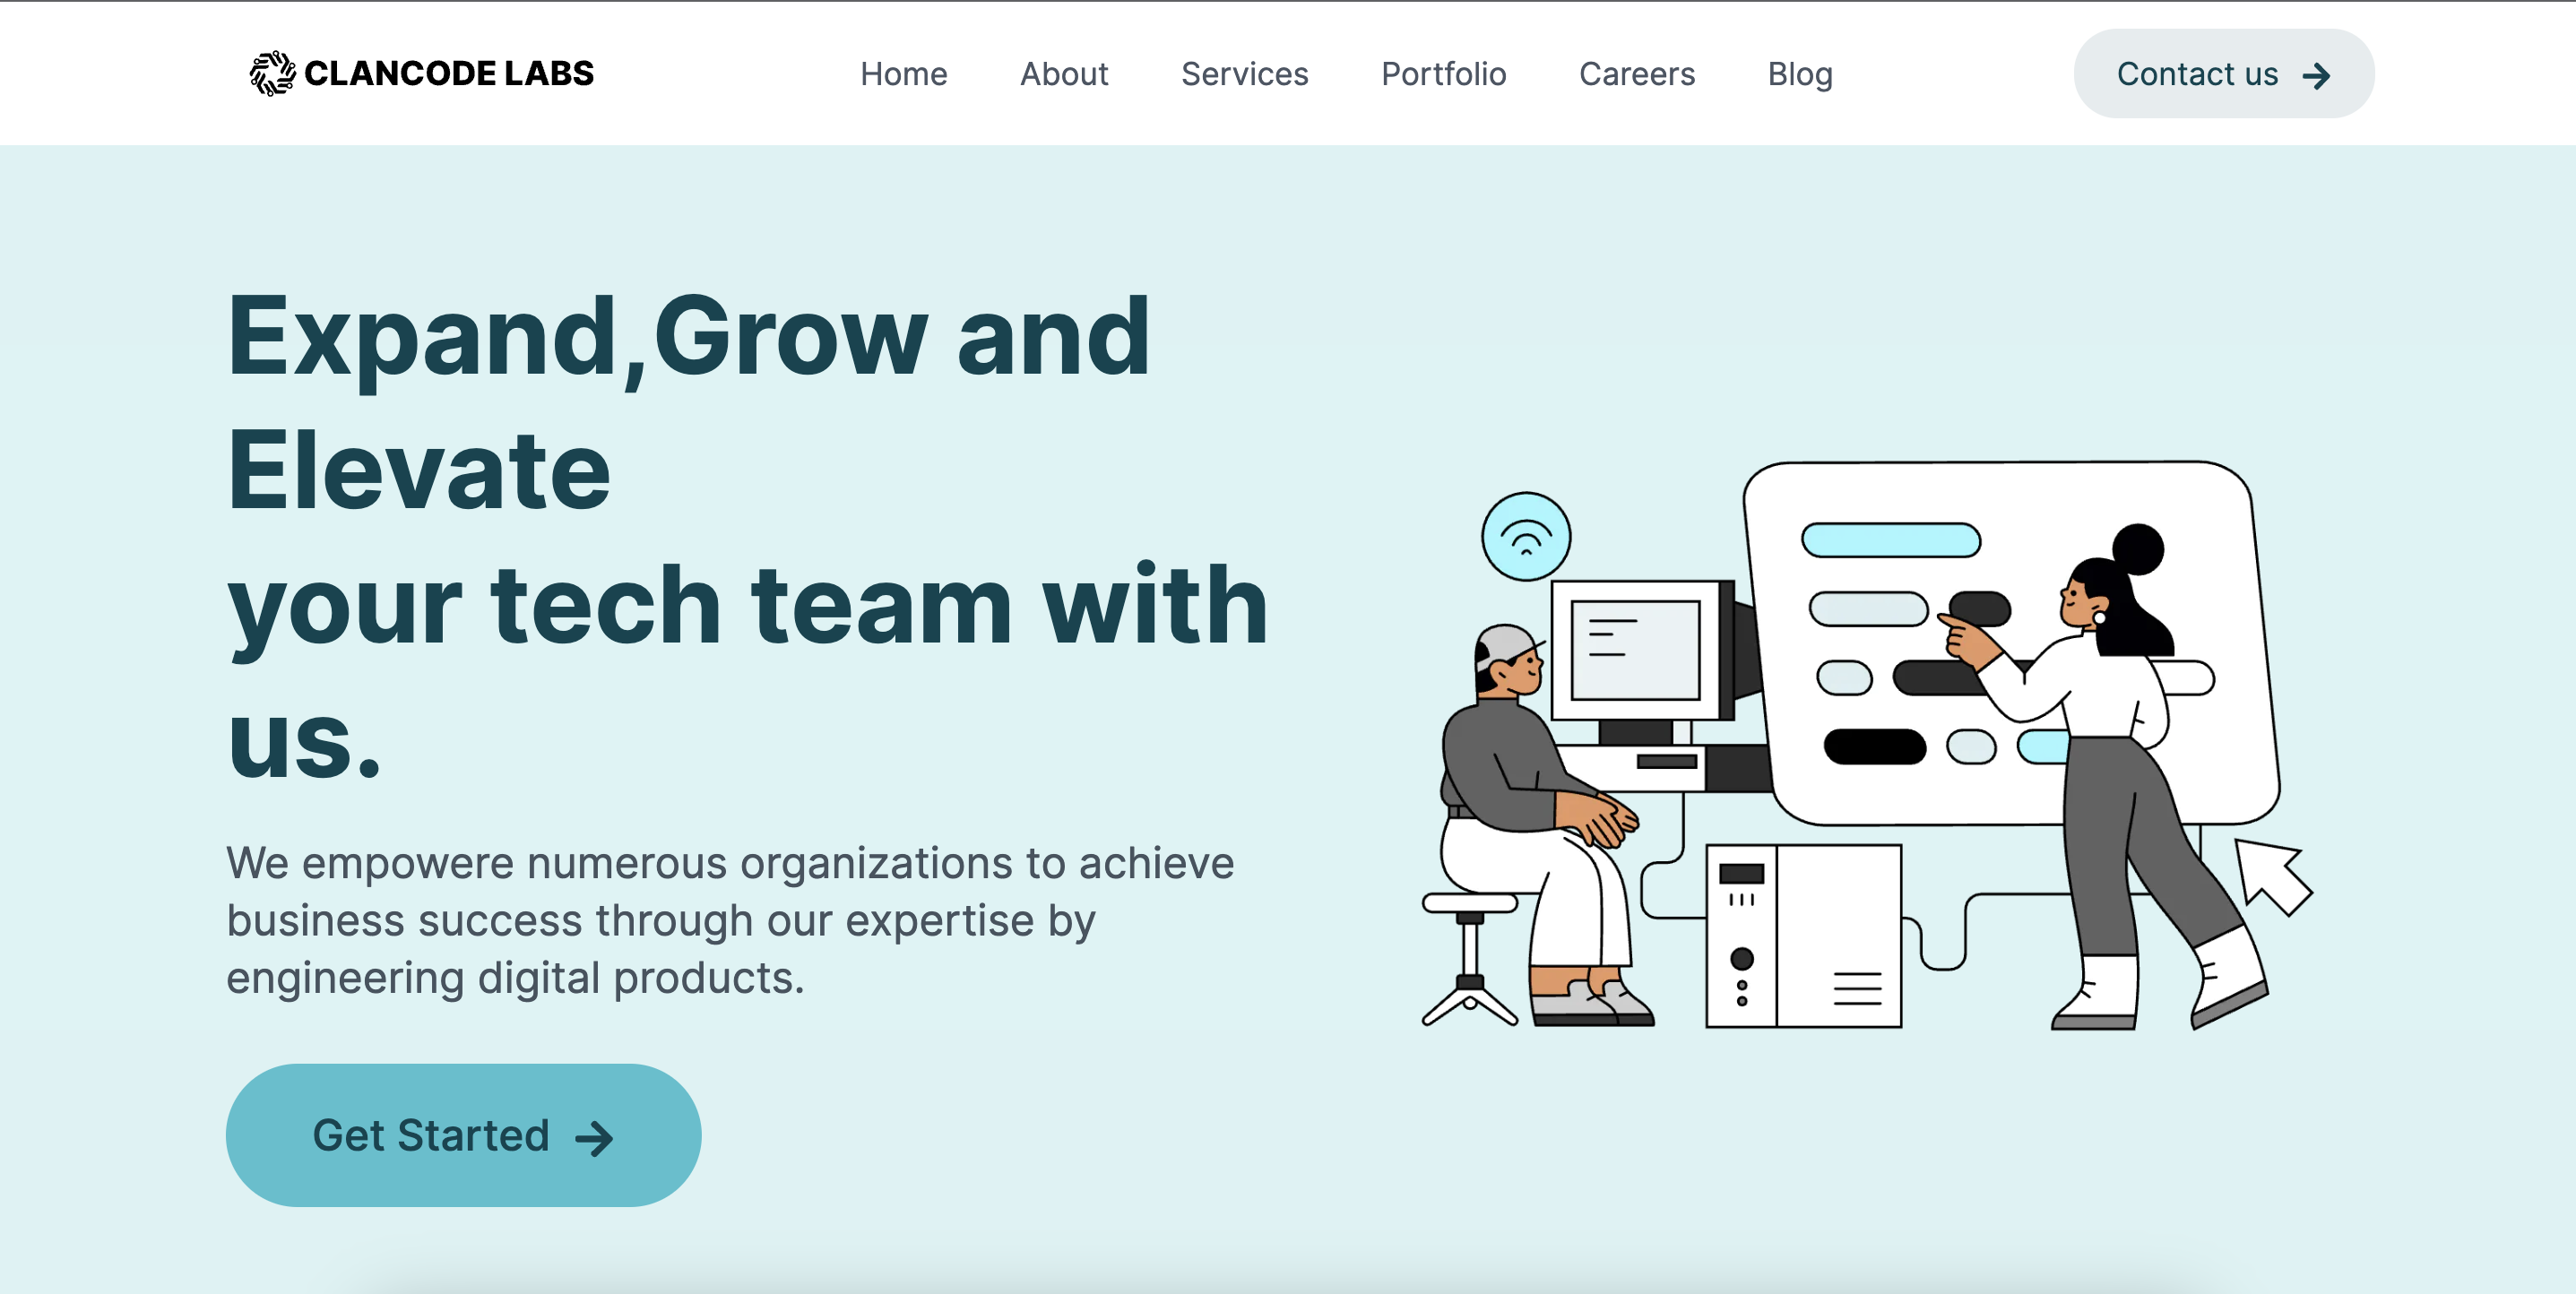 CLANCODE LABS
Home About Services Portfolio Careers Blog
Contact us
Expand,Grow and
Elevate
your tech team with
us.
We empowere numerous organizations to achieve
business success through our expertise by
engineering digital products.
Get Started